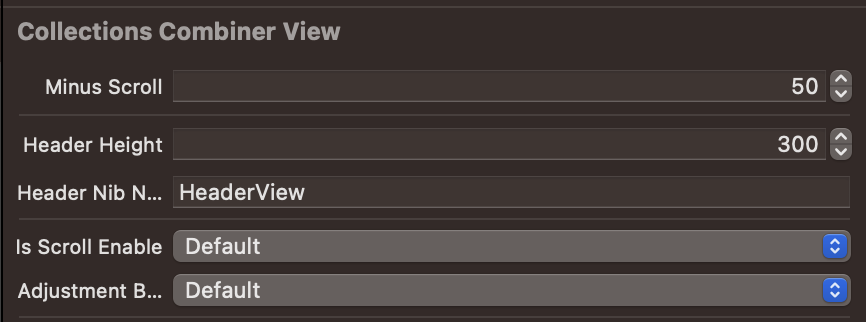 Collections Combiner View
Minus Scroll 50
Header Height 300
Header Nib N... HeaderView
Is Scroll Enable Default
Adjustment B... Default